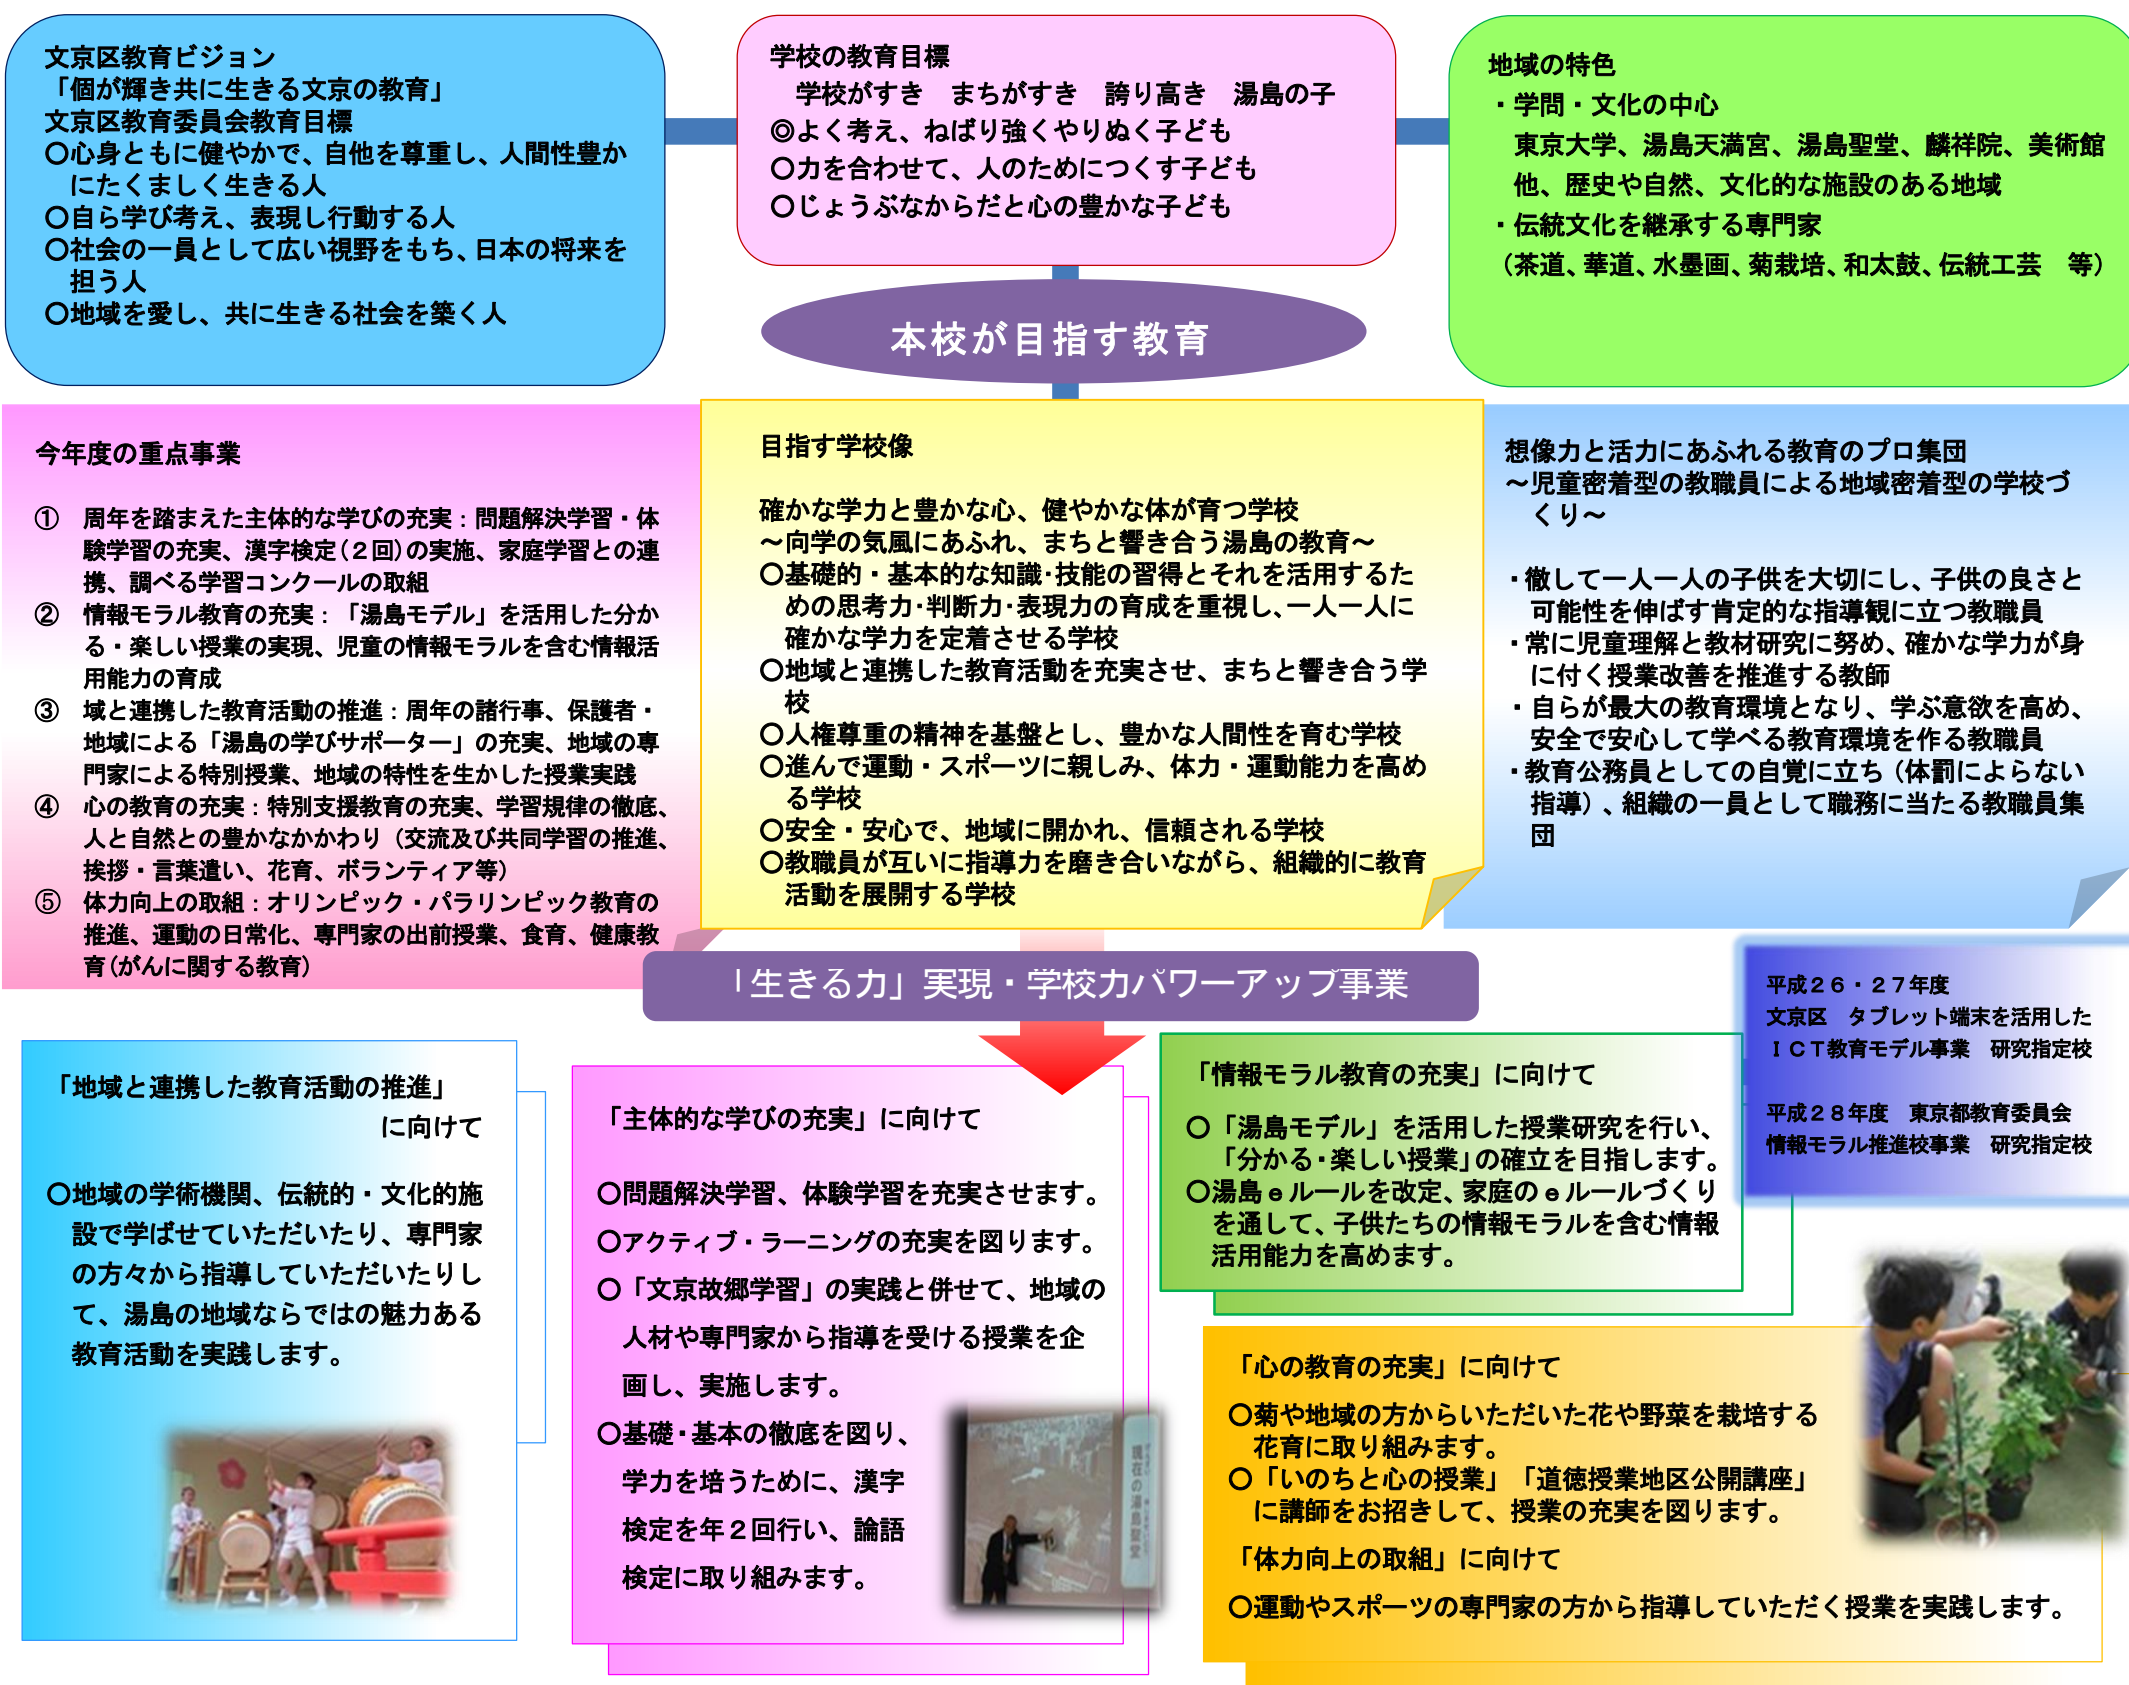 文京区教育ビジョン
「個が輝き共に生きる文京の教育」
文京区教育委員会教育目標
〇心身ともに健やかで、自他を尊重し、人間性豊か
にたくましく生きる人
〇自ら学び考え、表現し行動する人
〇社会の一員として広い視野をもち、日本の将来を
担う人
〇地域を愛し、共に生きる社会を築く人
学校の教育目標
学校がすき　まちがすき　誇り高き　湯島の子
◎よく考え、ねばり強くやりぬく子ども
〇力を合わせて、人のためにつくす子ども
〇じょうぶなからだと心の豊かな子ども
地域の特色
・学問・文化の中心
東京大学、湯島天満宮、湯島聖堂、麟祥院、美術館
他、歴史や自然、文化的な施設のある地域
・伝統文化を継承する専門家
（茶道、華道、水墨画、菊栽培、和太鼓、伝統工芸　等）
本校が目指す教育
今年度の重点事業
①　周年を踏まえた主体的な学びの充実：問題解決学習・体
験学習の充実、漢字検定（２回）の実施、家庭学習との連
携、調べる学習コンクールの取組
②　情報モラル教育の充実：「湯島モデル」を活用した分か
る・楽しい授業の実現、児童の情報モラルを含む情報活
用能力の育成
③　域と連携した教育活動の推進：周年の諸行事、保護者・
地域による「湯島の学びサポーター」の充実、地域の専
門家による特別授業、地域の特性を生かした授業実践
④　心の教育の充実：特別支援教育の充実、学習規律の徹底、
人と自然との豊かなかかわり（交流及び共同学習の推進、
挨拶・言葉遣い、花育、ボランティア等）
⑤　体力向上の取組：オリンピック・パラリンピック教育の
推進、運動の日常化、専門家の出前授業、食育、健康教
育（がんに関する教育）
目指す学校像
確かな学力と豊かな心、健やかな体が育つ学校
～向学の気風にあふれ、まちと響き合う湯島の教育～
〇基礎的・基本的な知識・技能の習得とそれを活用するた
めの思考力・判断力・表現力の育成を重視し、一人一人に
確かな学力を定着させる学校
〇地域と連携した教育活動を充実させ、まちと響き合う学
校
〇人権尊重の精神を基盤とし、豊かな人間性を育む学校
〇進んで運動・スポーツに親しみ、体力・運動能力を高め
る学校
〇安全・安心で、地域に開かれ、信頼される学校
〇教職員が互いに指導力を磨き合いながら、組織的に教育
活動を展開する学校
想像力と活力にあふれる教育のプロ集団
～児童密着型の教職員による地域密着型の学校づ
くり～
・徹して一人一人の子供を大切にし、子供の良さと
可能性を伸ばす肯定的な指導観に立つ教職員
・常に児童理解と教材研究に努め、確かな学力が身
に付く授業改善を推進する教師
・自らが最大の教育環境となり、学ぶ意欲を高め、
安全で安心して学べる教育環境を作る教職員
・教育公務員としての自覚に立ち（体罰によらない
指導）、組織の一員として職務に当たる教職員集
団
「生きる力」実現・学校力パワーアップ事業
平成２６・２７年度
文京区　タブレット端末を活用した
ＩＣＴ教育モデル事業　研究指定校
平成２８年度　東京都教育委員会
情報モラル推進校事業　研究指定校
「地域と連携した教育活動の推進」
に向けて
〇地域の学術機関、伝統的・文化的施
設で学ばせていただいたり、専門家
の方々から指導していただいたりし
て、湯島の地域ならではの魅力ある
教育活動を実践します。
「主体的な学びの充実」に向けて
〇問題解決学習、体験学習を充実させます。
〇アクティブ・ラーニングの充実を図ります。
〇「文京故郷学習」の実践と併せて、地域の
人材や専門家から指導を受ける授業を企
画し、実施します。
〇基礎・基本の徹底を図り、
学力を培うために、漢字
検定を年２回行い、論語
検定に取り組みます。
現在の湯島聖堂
「情報モラル教育の充実」に向けて
〇「湯島モデル」を活用した授業研究を行い、
「分かる・楽しい授業」の確立を目指します。
〇湯島ｅルールを改定、家庭のｅルールづくり
を通して、子供たちの情報モラルを含む情報
活用能力を高めます。
「心の教育の充実」に向けて
〇菊や地域の方からいただいた花や野菜を栽培する
花育に取り組みます。
〇「いのちと心の授業」「道徳授業地区公開講座」
に講師をお招きして、授業の充実を図ります。
「体力向上の取組」に向けて
〇運動やスポーツの専門家の方から指導していただく授業を実践します。